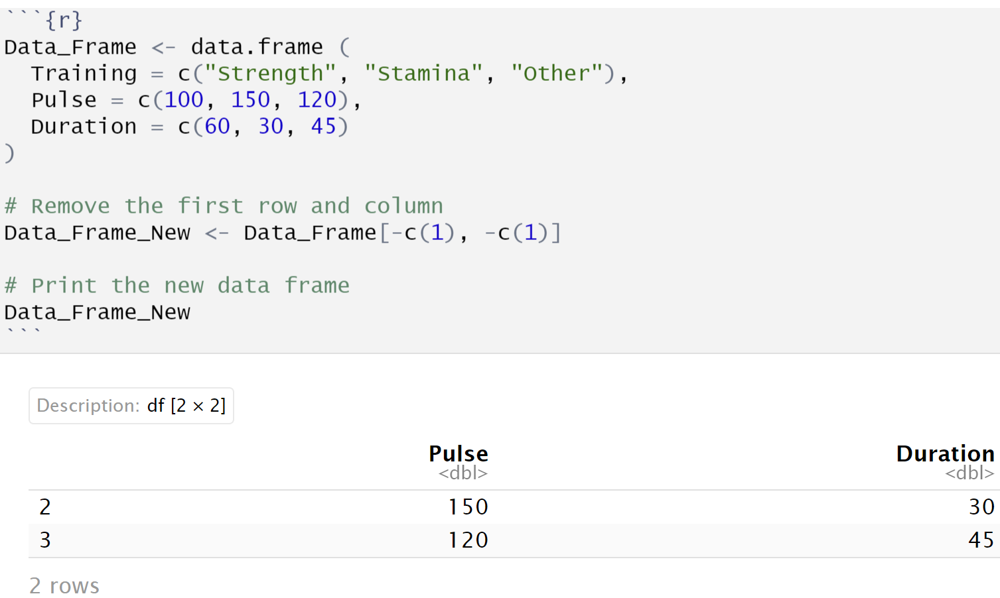 ```{r}
Data_Frame <- data.frame (
  Training = c("Strength", "Stamina", "Other"),
  Pulse = c(100, 150, 120),
  Duration = c(60, 30, 45)
)

# Remove the first row and column
Data_Frame_New <- Data_Frame[-c(1), -c(1)]

# Print the new data frame
Data_Frame_New
```
Description: df [2 × 2]
Pulse Duration
<dbl> <dbl>
2 150 30
3 120 45
2 rows